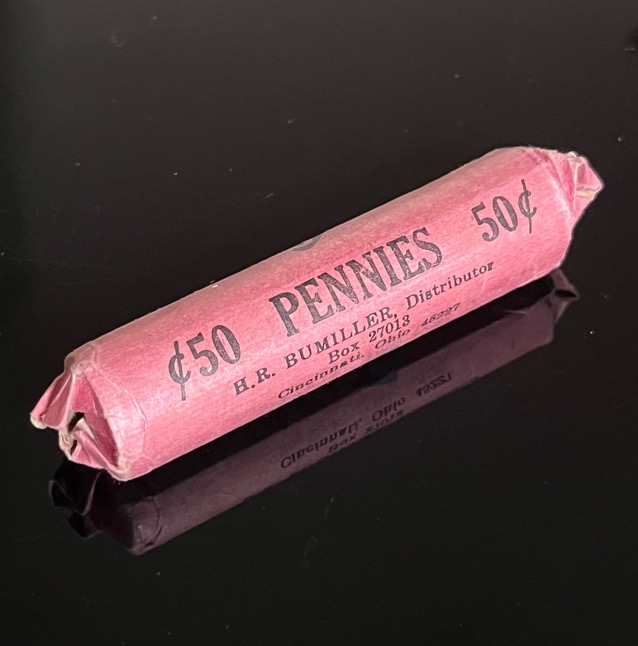 ¢50 PENNIES 50¢
H.R. BUMILLER, Distributor
Box 27013
Cincinnati, Ohio 45227